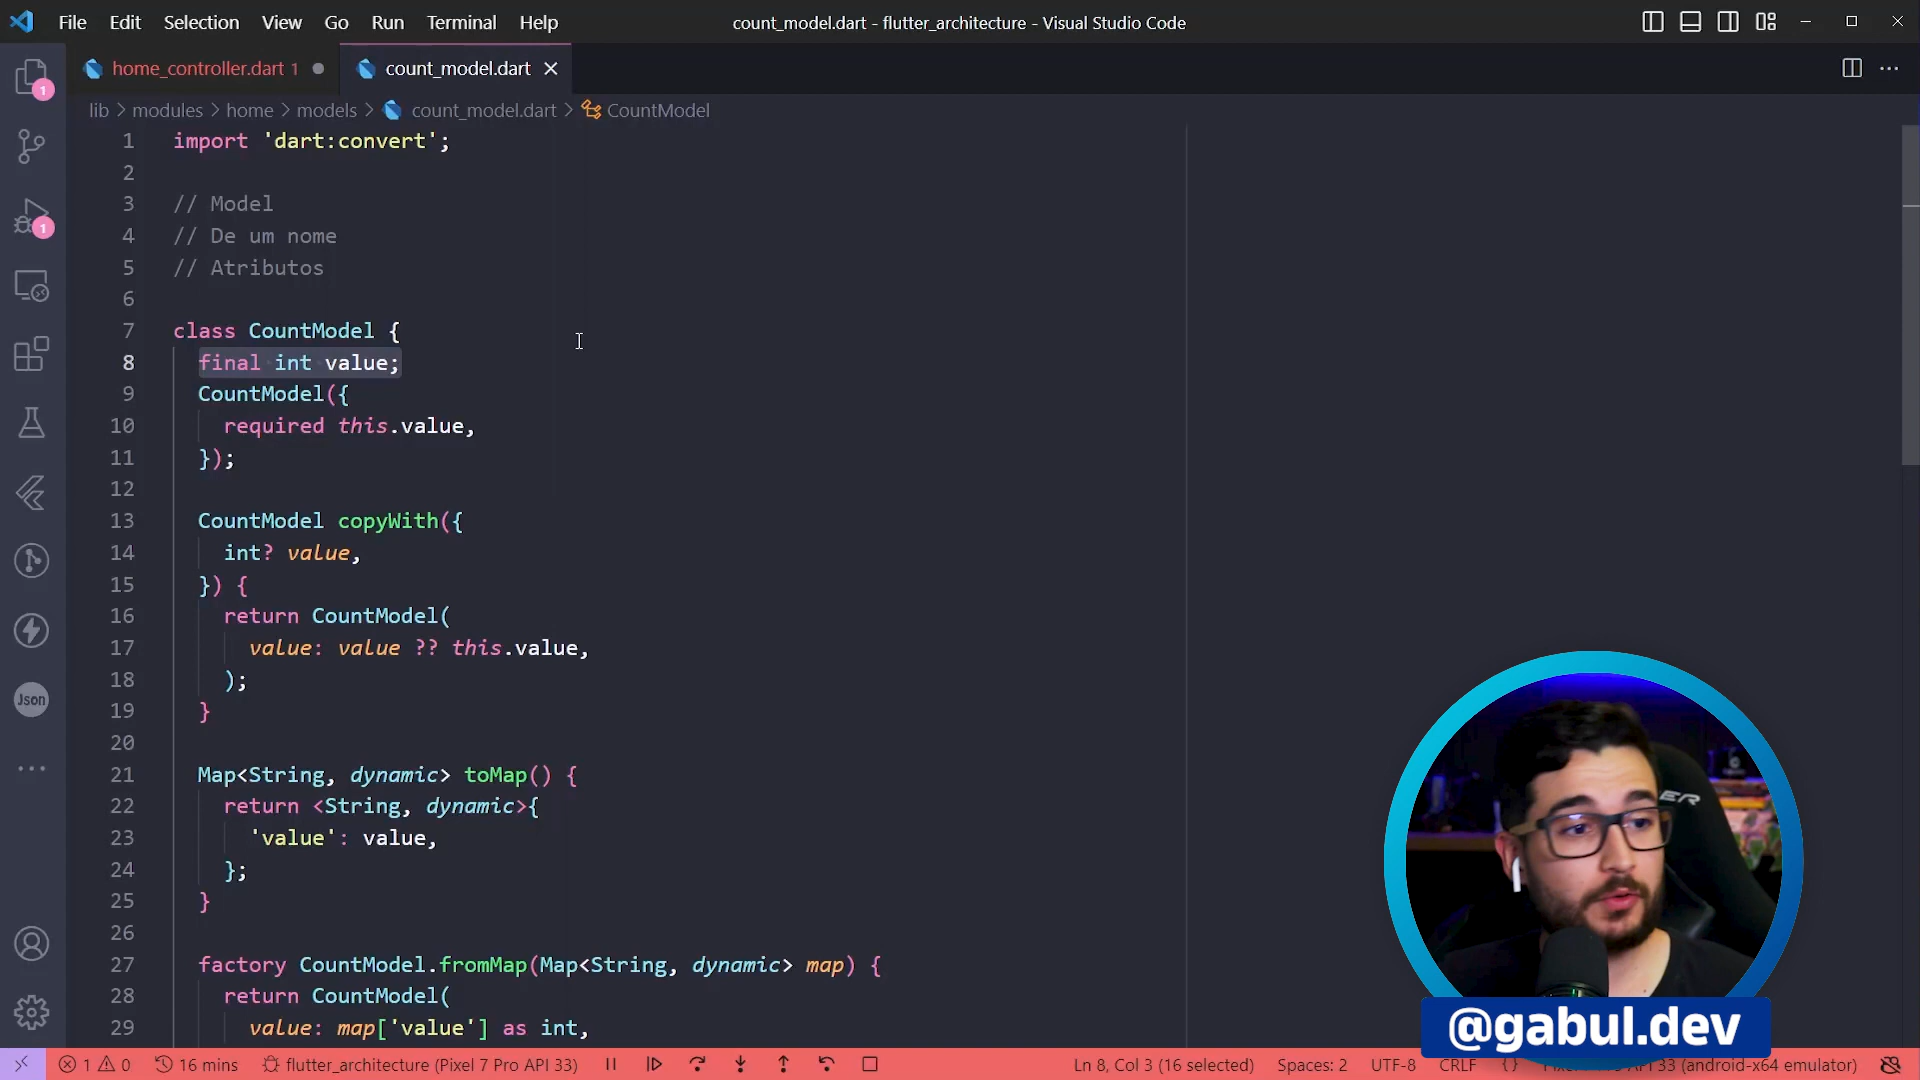 File Edit Selection View Go Run Terminal Help
count_model.dart - flutter_architecture - Visual Studio Code
home_controller.dart 1
count_model.dart
lib > modules > home > models > count_model.dart > CountModel
1 import 'dart:convert';
2
3 // Model
4 // De um nome
5 // Atributos
6
7 class CountModel {
8 final int value;
9 CountModel({
10 required this.value,
11 });
12
13 CountModel copyWith({
14 int? value,
15 }) {
16 return CountModel(
17 value: value ?? this.value,
18 );
19 }
20
21 Map<String, dynamic> toMap() {
22 return <String, dynamic>{
23 'value': value,
24 };
25 }
26
27 factory CountModel.fromMap(Map<String, dynamic> map) {
28 return CountModel(
29 value: map['value'] as int,
1
1
Json
@gabul.dev
1 0 16 mins flutter_architecture (Pixel 7 Pro API 33) Ln 8, Col 3 (16 selected) Spaces: 2 UTF-8 CRLF {} API 33 (android-x64 emulator)